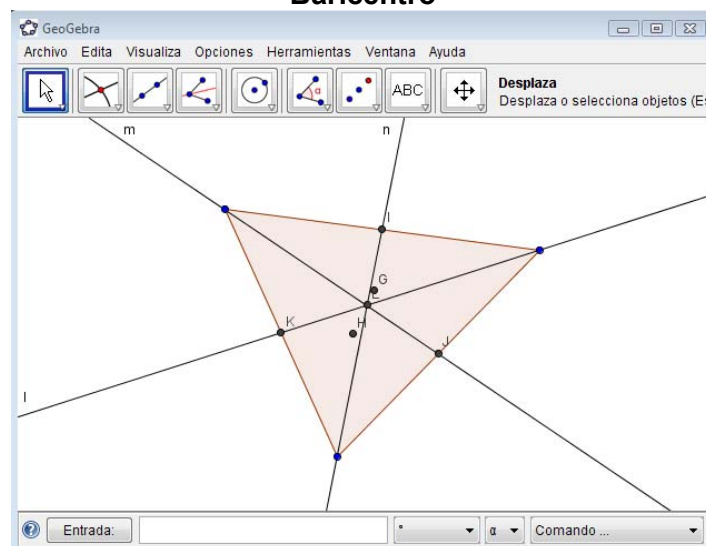 Baricentro
GeoGebra
Archivo Edita Visualiza Opciones Herramientas Ventana Ayuda
ABC
α
Desplaza
Desplaza o selecciona objetos (Es
m
n
I
G
L
K
H
J
l
Entrada:
°
α
Comando ...